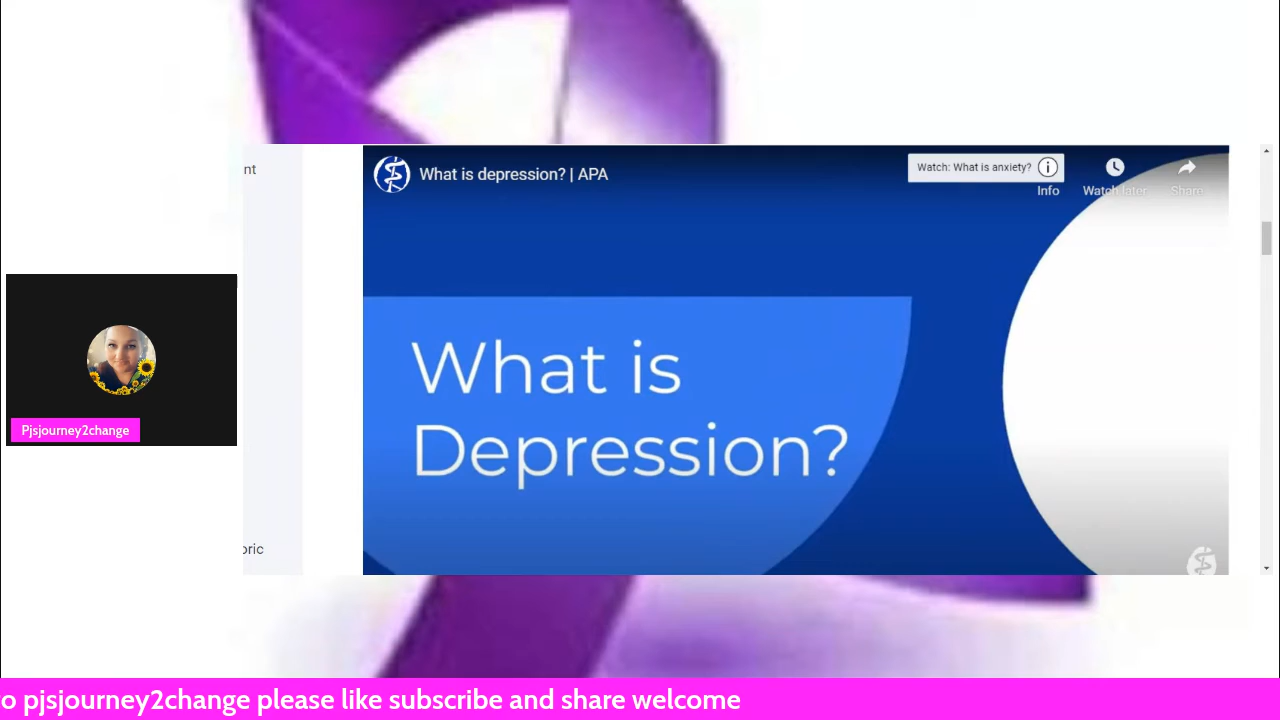 nt
What is depression? | APA
Watch: What is anxiety?
Info
Watch later
Share
What is
Depression?
Pjsjourney2change
oric
o pjsjourney2change please like subscribe and share welcome